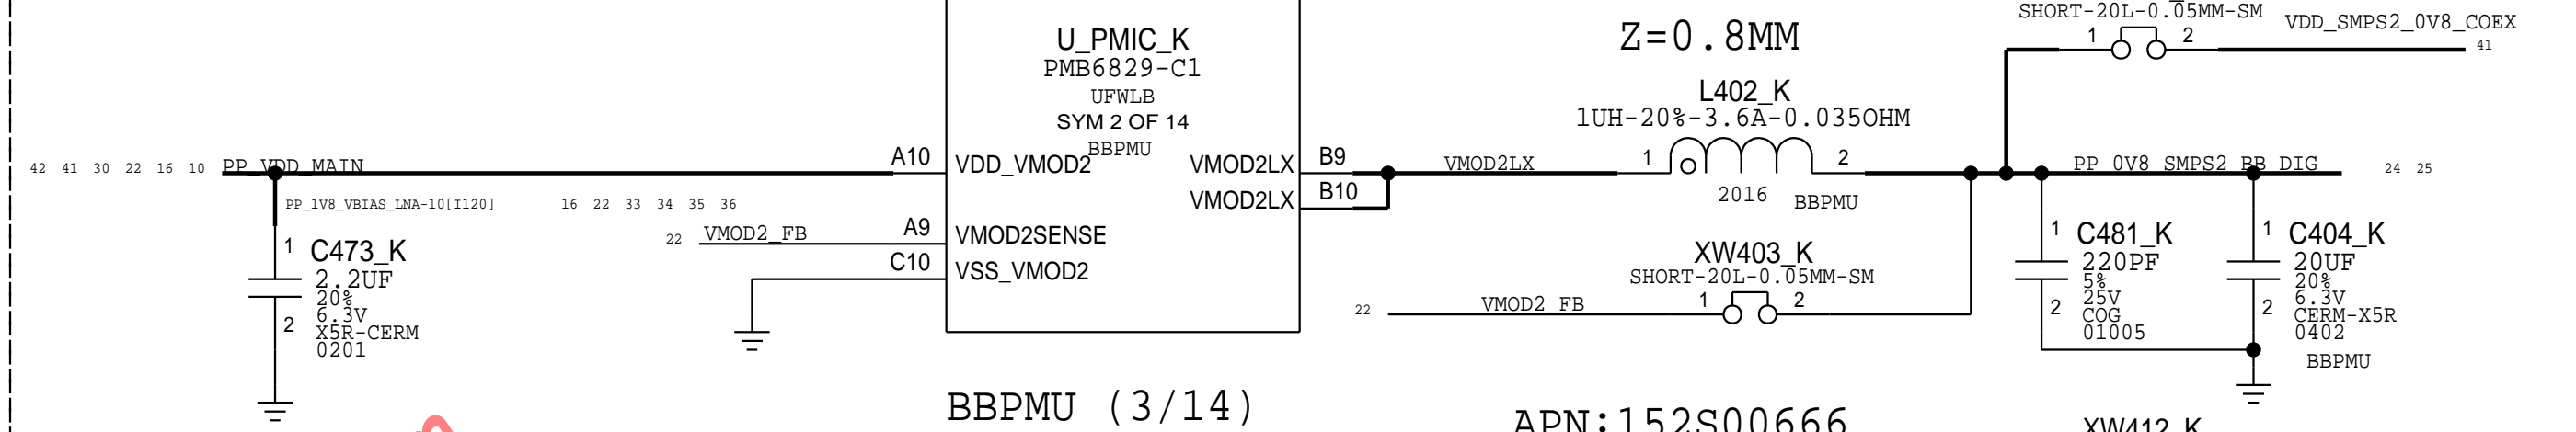 SHORT-20L-0.05MM-SM
VDD_SMPS2_0V8_COEX
1 2
41
U_PMIC_K
PMB6829-C1
UFWLB
SYM 2 OF 14
BBPMU
Z=0.8MM
L402_K
1UH-20%-3.6A-0.035OHM
42 41 30 22 16 10 PP_VDD_MAIN
A10 VDD_VMOD2
VMOD2LX B9
VMOD2LX
1 2
PP_0V8_SMPS2_BB_DIG
24 25
VMOD2LX B10
2016 BBPMU
PP_1V8_VBIAS_LNA-10[I120]
16 22 33 34 35 36
22 VMOD2_FB
A9 VMOD2SENSE
C10 VSS_VMOD2
1 C473_K
2.2UF
20%
6.3V
2 X5R-CERM
0201
XW403_K
SHORT-20L-0.05MM-SM
22 VMOD2_FB
1 2
1 C481_K
220PF
5%
25V
2 COG
01005
1 C404_K
20UF
20%
6.3V
2 CERM-X5R
0402
BBPMU
BBPMU (3/14)
APN:152S00666
XW412_K